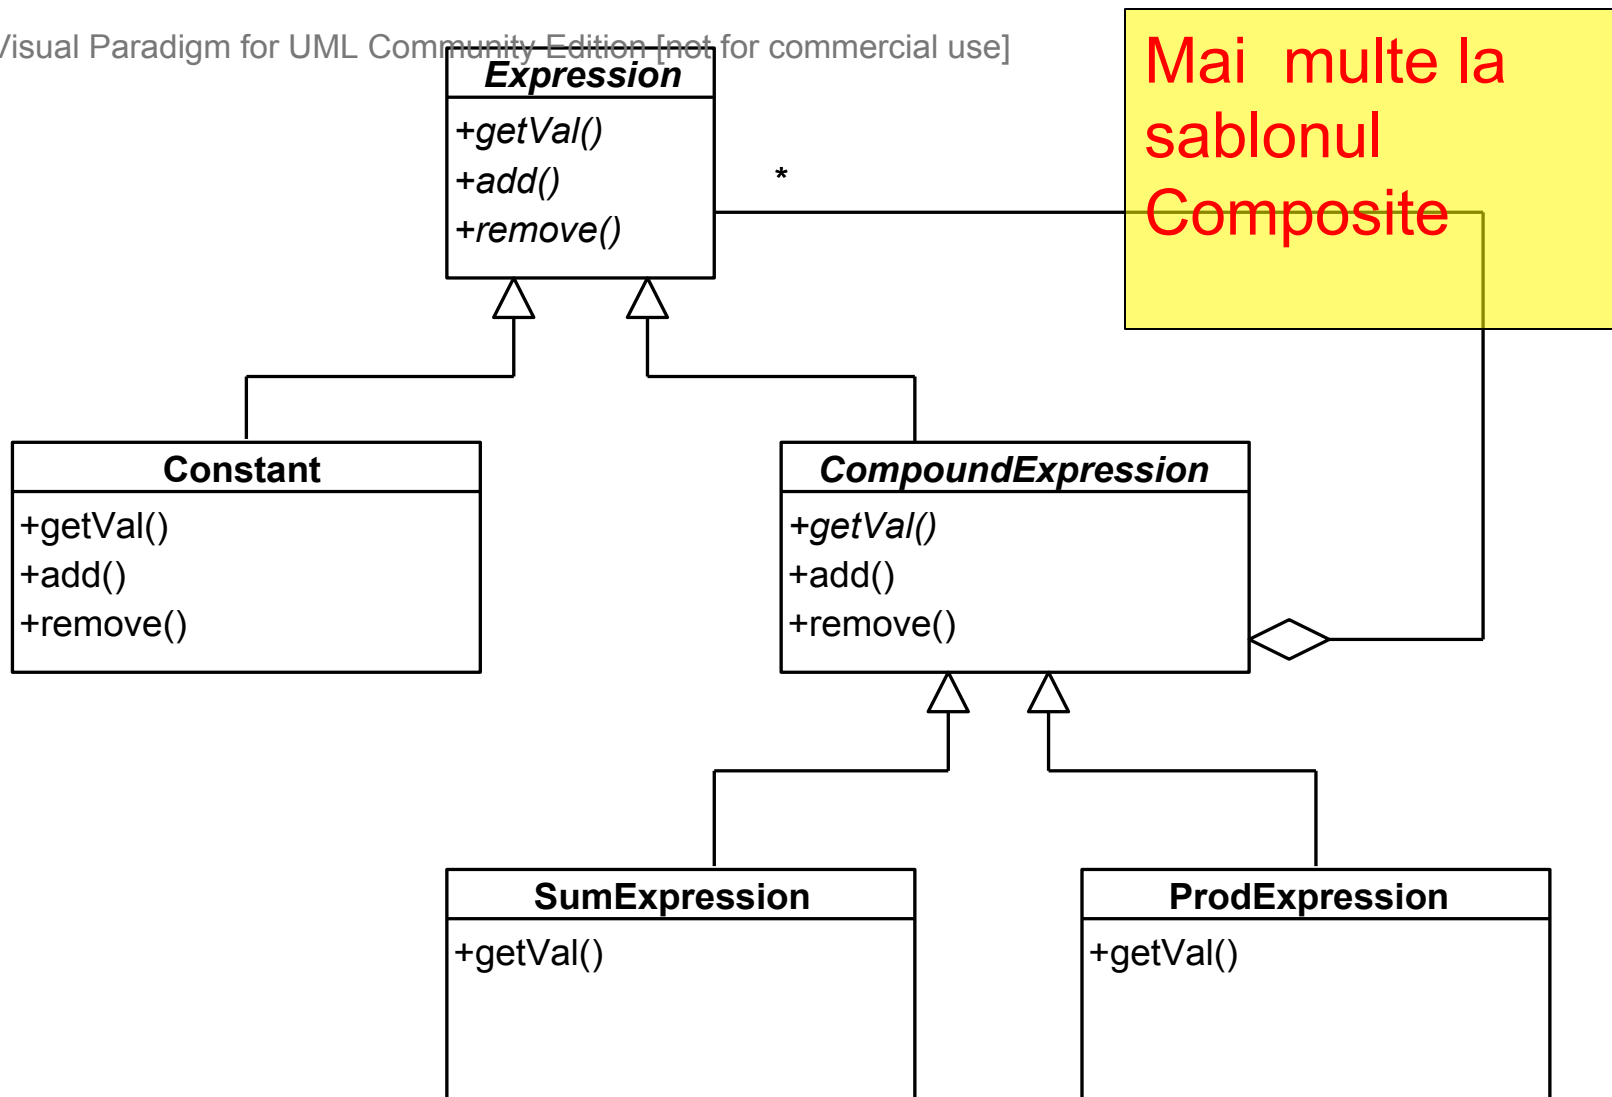 Visual Paradigm for UML Community Edition [not for commercial use]
Mai multe la
sablonul
Composite
Expression
+getVal()
+add()
+remove()
*
Constant
+getVal()
+add()
+remove()
CompoundExpression
+getVal()
+add()
+remove()
SumExpression
+getVal()
ProdExpression
+getVal()